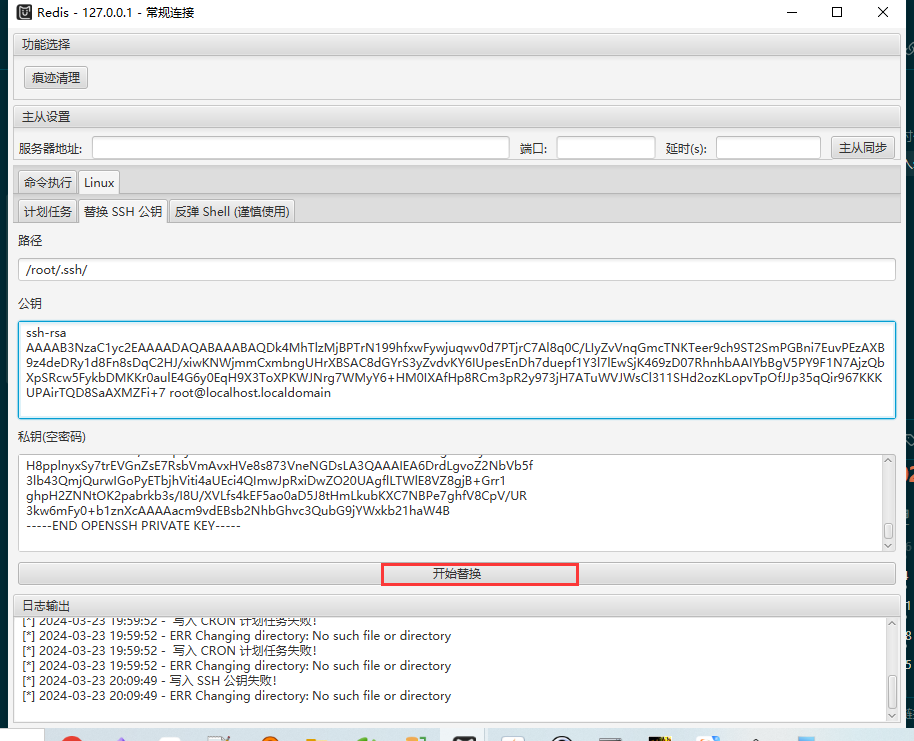 Redis - 127.0.0.1 - 常规连接
功能选择
痕迹清理
主从设置
服务器地址: 端口: 延时(s): 主从同步
命令执行 Linux
计划任务 替换 SSH 公钥 反弹 Shell (谨慎使用)
路径
/root/.ssh/
公钥
ssh-rsa
AAAAB3NzaC1yc2EAAAADAQABAAABAQDk4MhTlzMjBPTrN199hfxwFywjuqwv0d7PTjrC7Al8q0C/LIyZvVnqGmcTNKTeer9ch9ST2SmPGBni7EuvPEzAXB
9z4deDRy1d8Fn8sDqC2HJ/xiwKNWjmmCxmbngUHrXBSAC8dGYrS3yZvdvKY6IUpesEnDh7duepf1Y3l7lEwSjK469zD07RhnhbAAIYbBgV5PY9F1N7AjzQb
XpSRcw5FykbDMKKr0aulE4G6y0EqH9X3ToXPKWJNrg7WMyY6+HM0IXAfHp8RCm3pR2y973jH7ATuWVJWsCl311SHd2ozKLopvTpOfJJp35qQir967KKK
UPAirTQD8SaAXMZFi+7 root@localhost.localdomain
私钥(空密码)
H8pplnyxSy7trEVGnZsE7RsbVmAvxHVe8s873VneNGDsLA3QAAAIEA6DrdLgvoZ2NbVb5f
3lb43QmjQurwIGoPyETbjhViti4aUEci4QImwJpRxiDwZO20UAgflLTWlE8VZ8gjB+Grr1
ghpH2ZNNtOK2pabrkb3s/I8U/XVLfs4kEF5ao0aD5J8tHmLkubKXC7NBPe7ghfV8CpV/UR
3kw6mFy0+b1znXcAAAAacm9vdEBsb2NhbGhvc3QubG9jYWxkb21haW4B
-----END OPENSSH PRIVATE KEY-----
开始替换
日志输出
[*] 2024-03-23 19:59:52 - 写入 CRON 计划任务失败!
[*] 2024-03-23 19:59:52 - ERR Changing directory: No such file or directory
[*] 2024-03-23 19:59:52 - 写入 CRON 计划任务失败!
[*] 2024-03-23 19:59:52 - ERR Changing directory: No such file or directory
[*] 2024-03-23 20:09:49 - 写入 SSH 公钥失败!
[*] 2024-03-23 20:09:49 - ERR Changing directory: No such file or directory